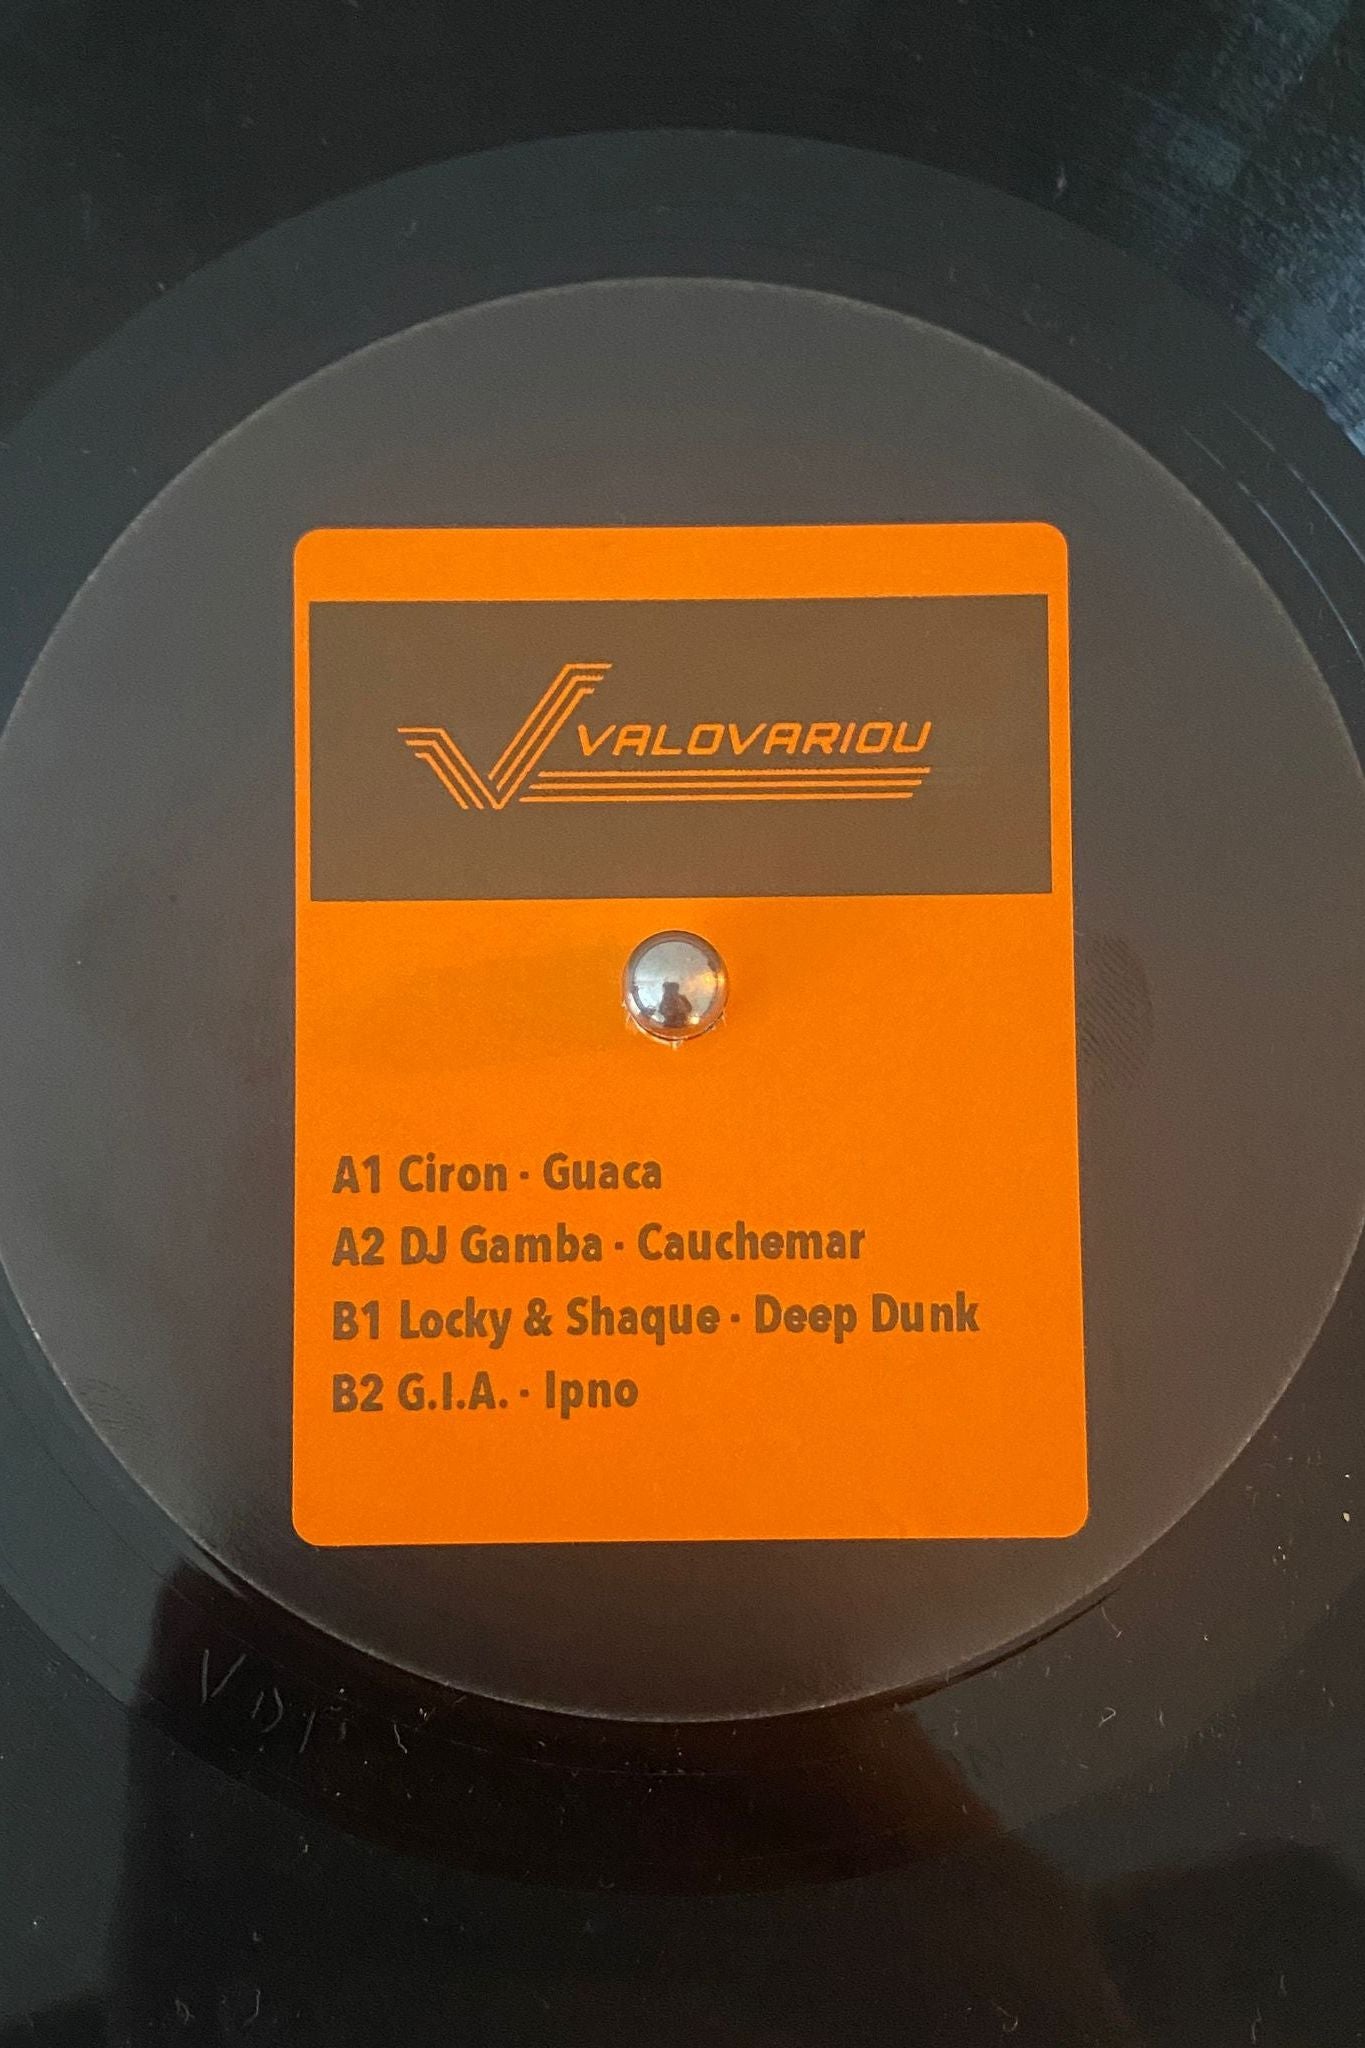 VALOVARIOU
A1 Ciron · Guaca
A2 DJ Gamba · Cauchemar
B1 Locky & Shaque · Deep Dunk
B2 G.I.A. · Ipno